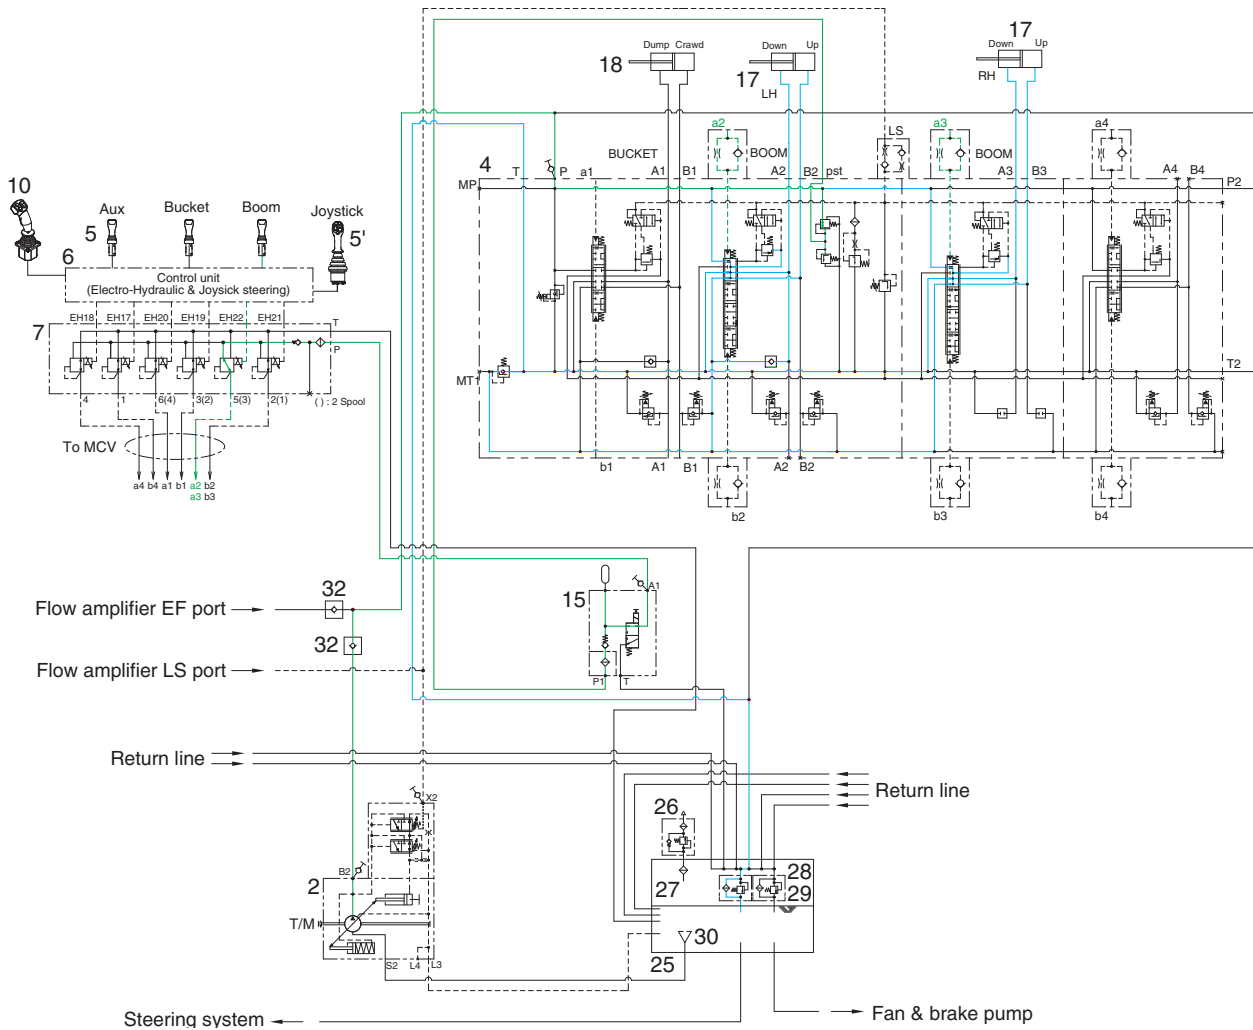 18
Dump Crawd
17
Down Up
LH
17
Down Up
RH
a2
LS
a3
a4
BUCKET
BOOM
BOOM
4
T
P
a1
A1
B1
A2
B2
pst
A3
B3
A4
B4
MP
P2
10
Aux
Bucket
Boom
Joystick
5
5'
6
Control unit
(Electro-Hydraulic & Joysick steering)
7
EH18
EH17
EH20
EH19
EH22
EH21
T
P
4
1
6(4)
3(2)
5(3)
2(1)
( ) : 2 Spool
To MCV
a4 b4 a1 b1 a2 b2
a3 b3
MT1
T2
b1
A1
B1
A2
B2
b2
b3
b4
32
Flow amplifier EF port
32
Flow amplifier LS port
15
A1
P1
T
Return line
Return line
X2
B2
2
T/M
S2
L4
L3
26
27
28
29
30
25
Steering system
Fan & brake pump